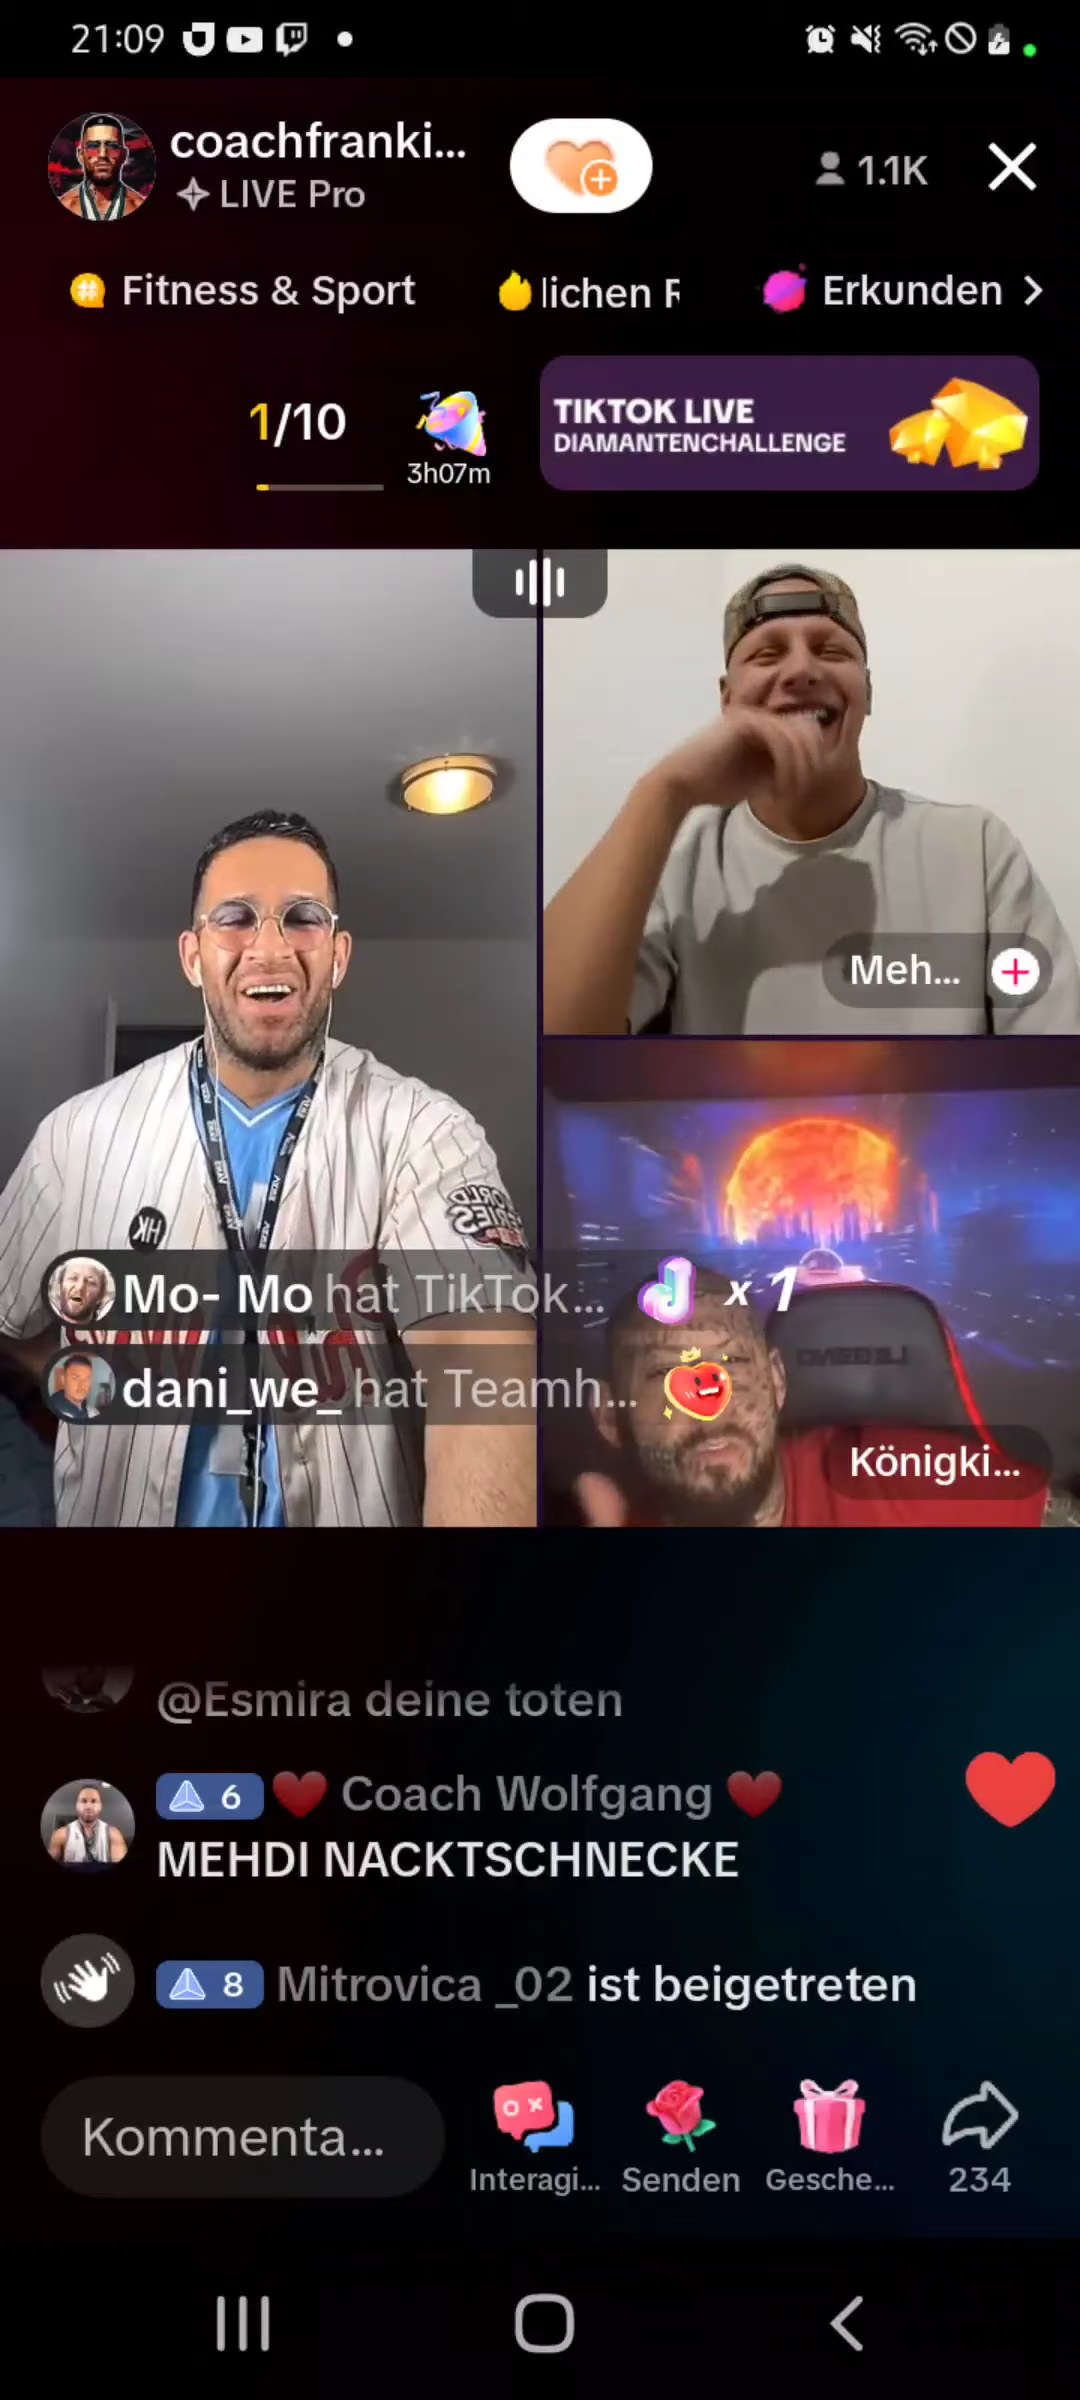 21:09
coachfranki...
LIVE Pro
1.1K
Fitness & Sport
lichen
Erkunden
1/10
3h07m
TIKTOK LIVE
DIAMANTENCHALLENGE
Meh...
HK
Mo- Mo hat TikTok... x 1
dani_we_ hat Teamh...
Königki...
@Esmira deine toten
6 Coach Wolfgang
MEHDI NACKTSCHNECKE
8 Mitrovica _02 ist beigetreten
Kommenta...
Interagi...
Senden
Gesche...
234